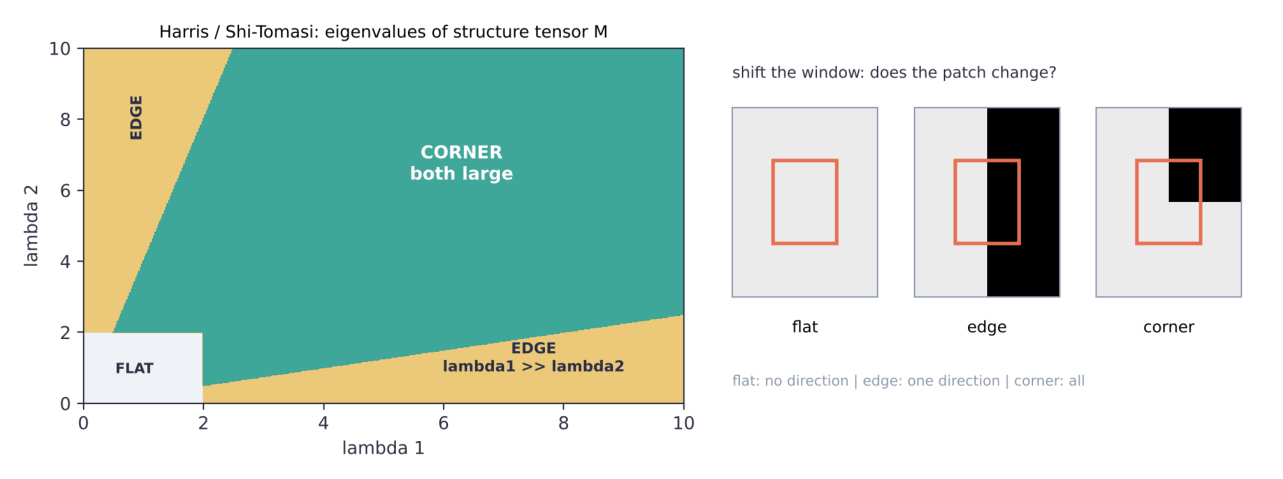 Harris / Shi-Tomasi: eigenvalues of structure tensor M
10
8
6
4
2
0
lambda 2
EDGE
CORNER
both large
FLAT
EDGE
lambda1 >> lambda2
0
2
4
6
8
10
lambda 1
shift the window: does the patch change?
flat
edge
corner
flat: no direction | edge: one direction | corner: all